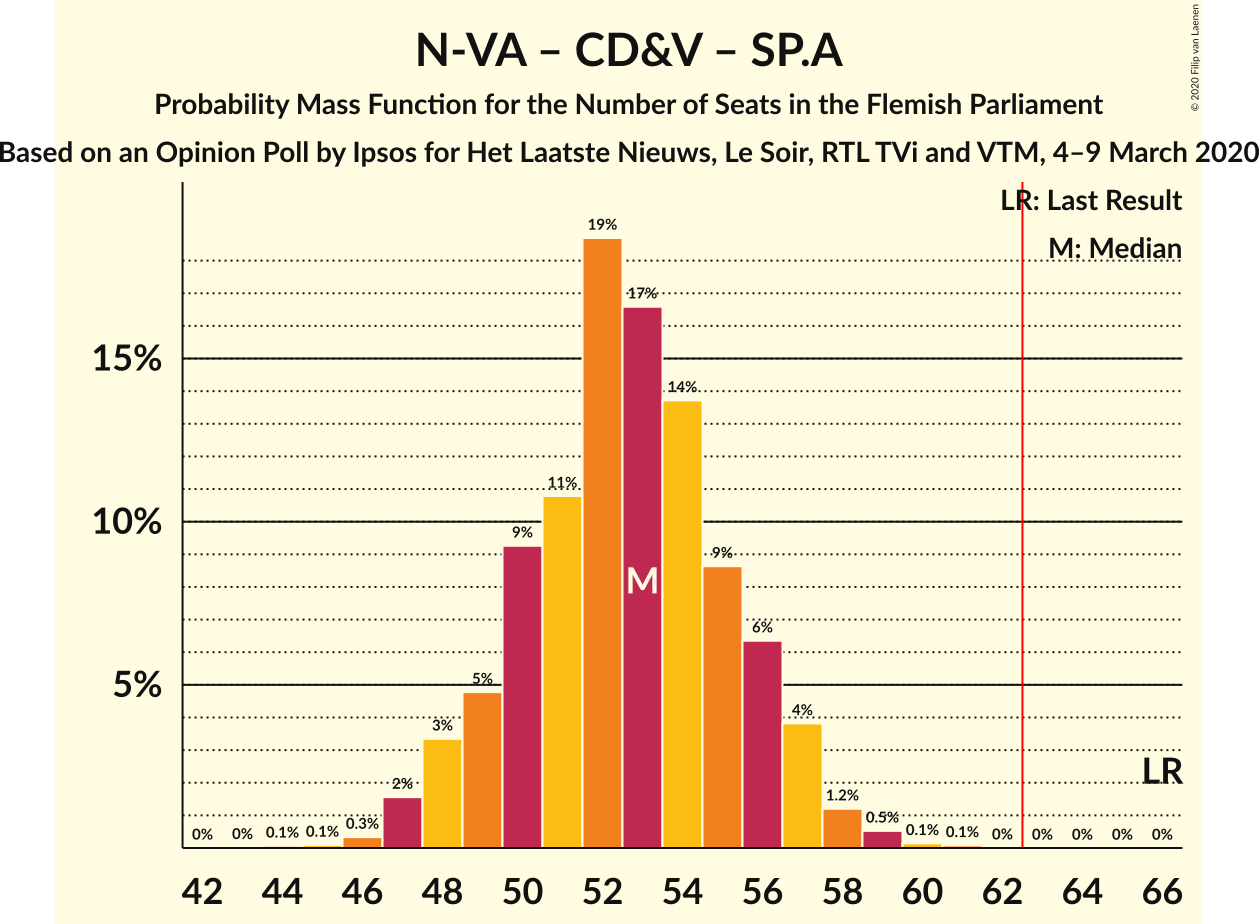 N-VA – CD&V – SP.A
Probability Mass Function for the Number of Seats in the Flemish Parliament
Based on an Opinion Poll by Ipsos for Het Laatste Nieuws, Le Soir, RTL TVi and VTM, 4–9 March 2020
© 2020 Filip van Laenen
LR: Last Result
M: Median
15%
10%
5%
0% 0% 0.1% 0.1% 0.3% 2% 3% 5% 9% 11% 19% 17% 14% 9% 6% 4% 1.2% 0.5% 0.1% 0.1% 0% 0% 0% 0% 0%
M
LR
42 44 46 48 50 52 54 56 58 60 62 64 66